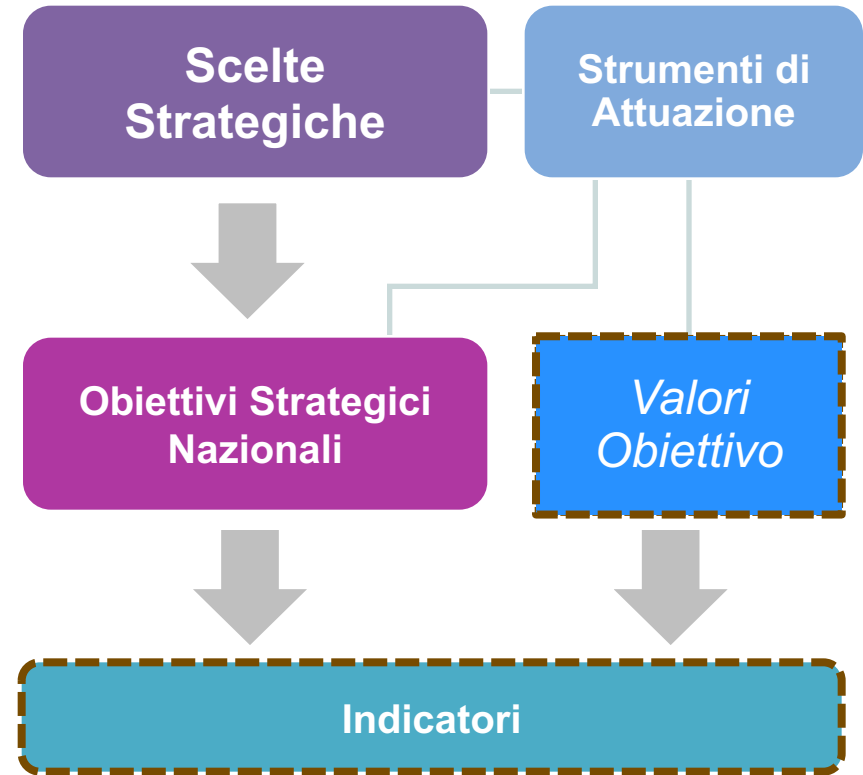 Scelte
Strategiche
Strumenti di
Attuazione
Obiettivi Strategici
Nazionali
Valori
Obiettivo
Indicatori